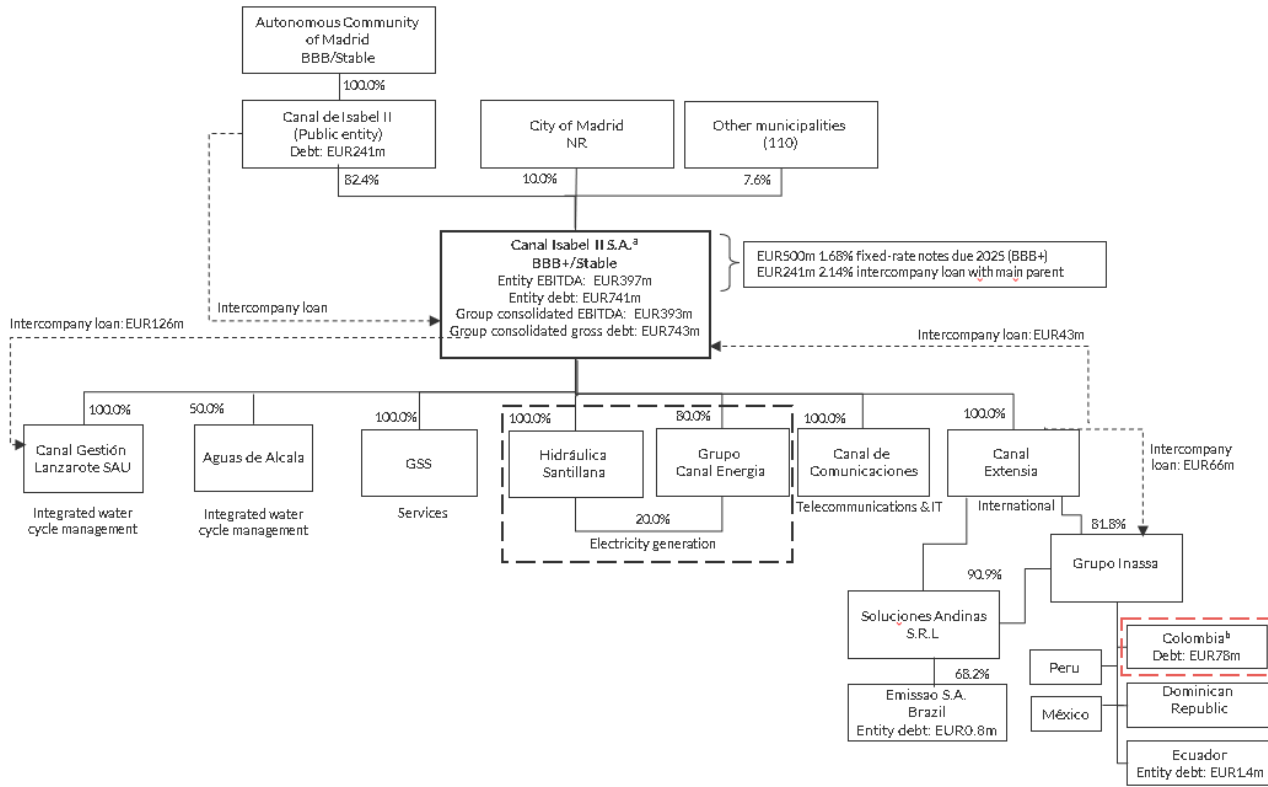 Autonomous Community
of Madrid
BBB/Stable
100.0%
Canal de Isabel II
(Public entity)
Debt: EUR241m
City of Madrid
NR
Other municipalities
(110)
82.4%
10.0%
7.6%
Canal Isabel II S.A.ª
BBB+/Stable
Entity EBITDA: EUR397m
Entity debt: EUR741m
Group consolidated EBITDA: EUR393m
Group consolidated gross debt: EUR743m
EUR500m 1.68% fixed-rate notes due 2025 (BBB+)
EUR241m 2.14% intercompany loan with main parent
Intercompany loan
Intercompany loan: EUR126m
Intercompany loan: EUR43m
100.0%
Canal Gestión
Lanzarote SAU
Integrated water
cycle management
50.0%
Aguas de Alcala
Integrated water
cycle management
100.0%
GSS
Services
100.0%
Hidráulica
Santillana
80.0%
Grupo
Canal Energia
20.0%
Electricity generation
100.0%
Canal de
Comunicaciones
Telecommunications & IT
100.0%
Canal
Extensia
International
Intercompany
loan: EUR66m
81.8%
Grupo Inassa
90.9%
Soluciones Andinas
S.R.L
68.2%
Emissao S.A.
Brazil
Entity debt: EUR0.8m
Colombiaᵇ
Debt: EUR78m
Peru
Dominican
Republic
México
Ecuador
Entity debt: EUR1.4m